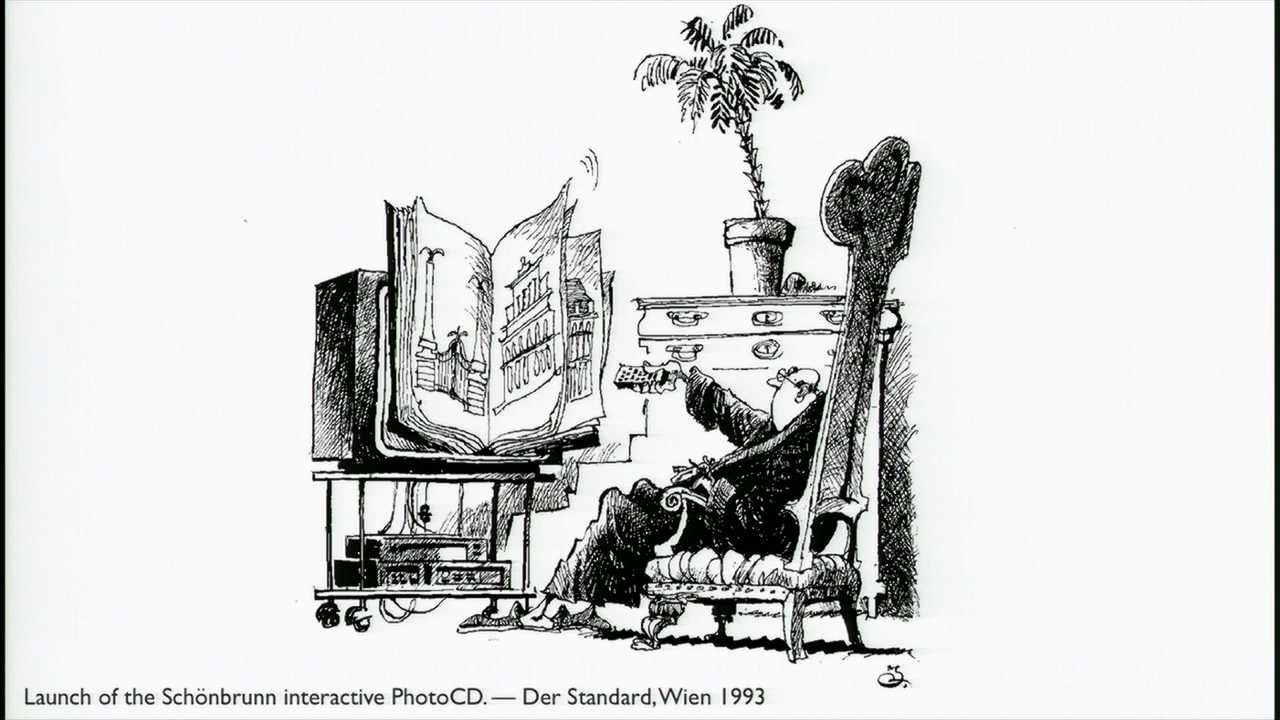 Launch of the Schönbrunn interactive PhotoCD. — Der Standard, Wien 1993